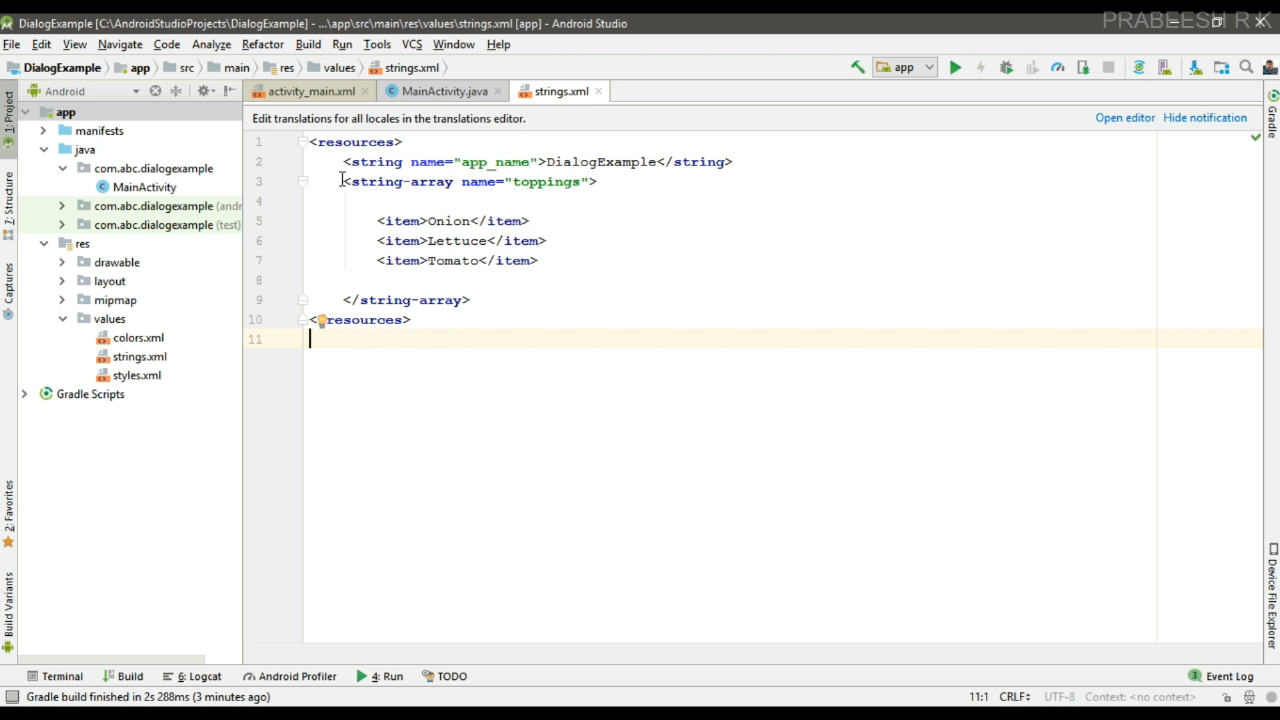 PRABEESH R K
DialogExample [C:\AndroidStudioProjects\DialogExample] - ...\app\src\main\res\values\strings.xml [app] - Android Studio
File Edit View Navigate Code Analyze Refactor Build Run Tools VCS Window Help
DialogExample app src main res values strings.xml app
Android activity_main.xml MainActivity.java strings.xml
Edit translations for all locales in the translations editor. Open editor Hide notification
1: Project
7: Structure
Captures
2: Favorites
Build Variants
app
manifests
java
com.abc.dialogexample
MainActivity
com.abc.dialogexample (andr
com.abc.dialogexample (test)
res
drawable
layout
mipmap
values
colors.xml
strings.xml
styles.xml
Gradle Scripts
1 <resources>
2 <string name="app_name">DialogExample</string>
3 <string-array name="toppings">
4
5 <item>Onion</item>
6 <item>Lettuce</item>
7 <item>Tomato</item>
8
9 </string-array>
10 <resources>
11
Gradle
Device File Explorer
Terminal Build 6: Logcat Android Profiler 4: Run TODO 3 Event Log
Gradle build finished in 2s 288ms (3 minutes ago) 11:1 CRLF UTF-8 Context: <no context>